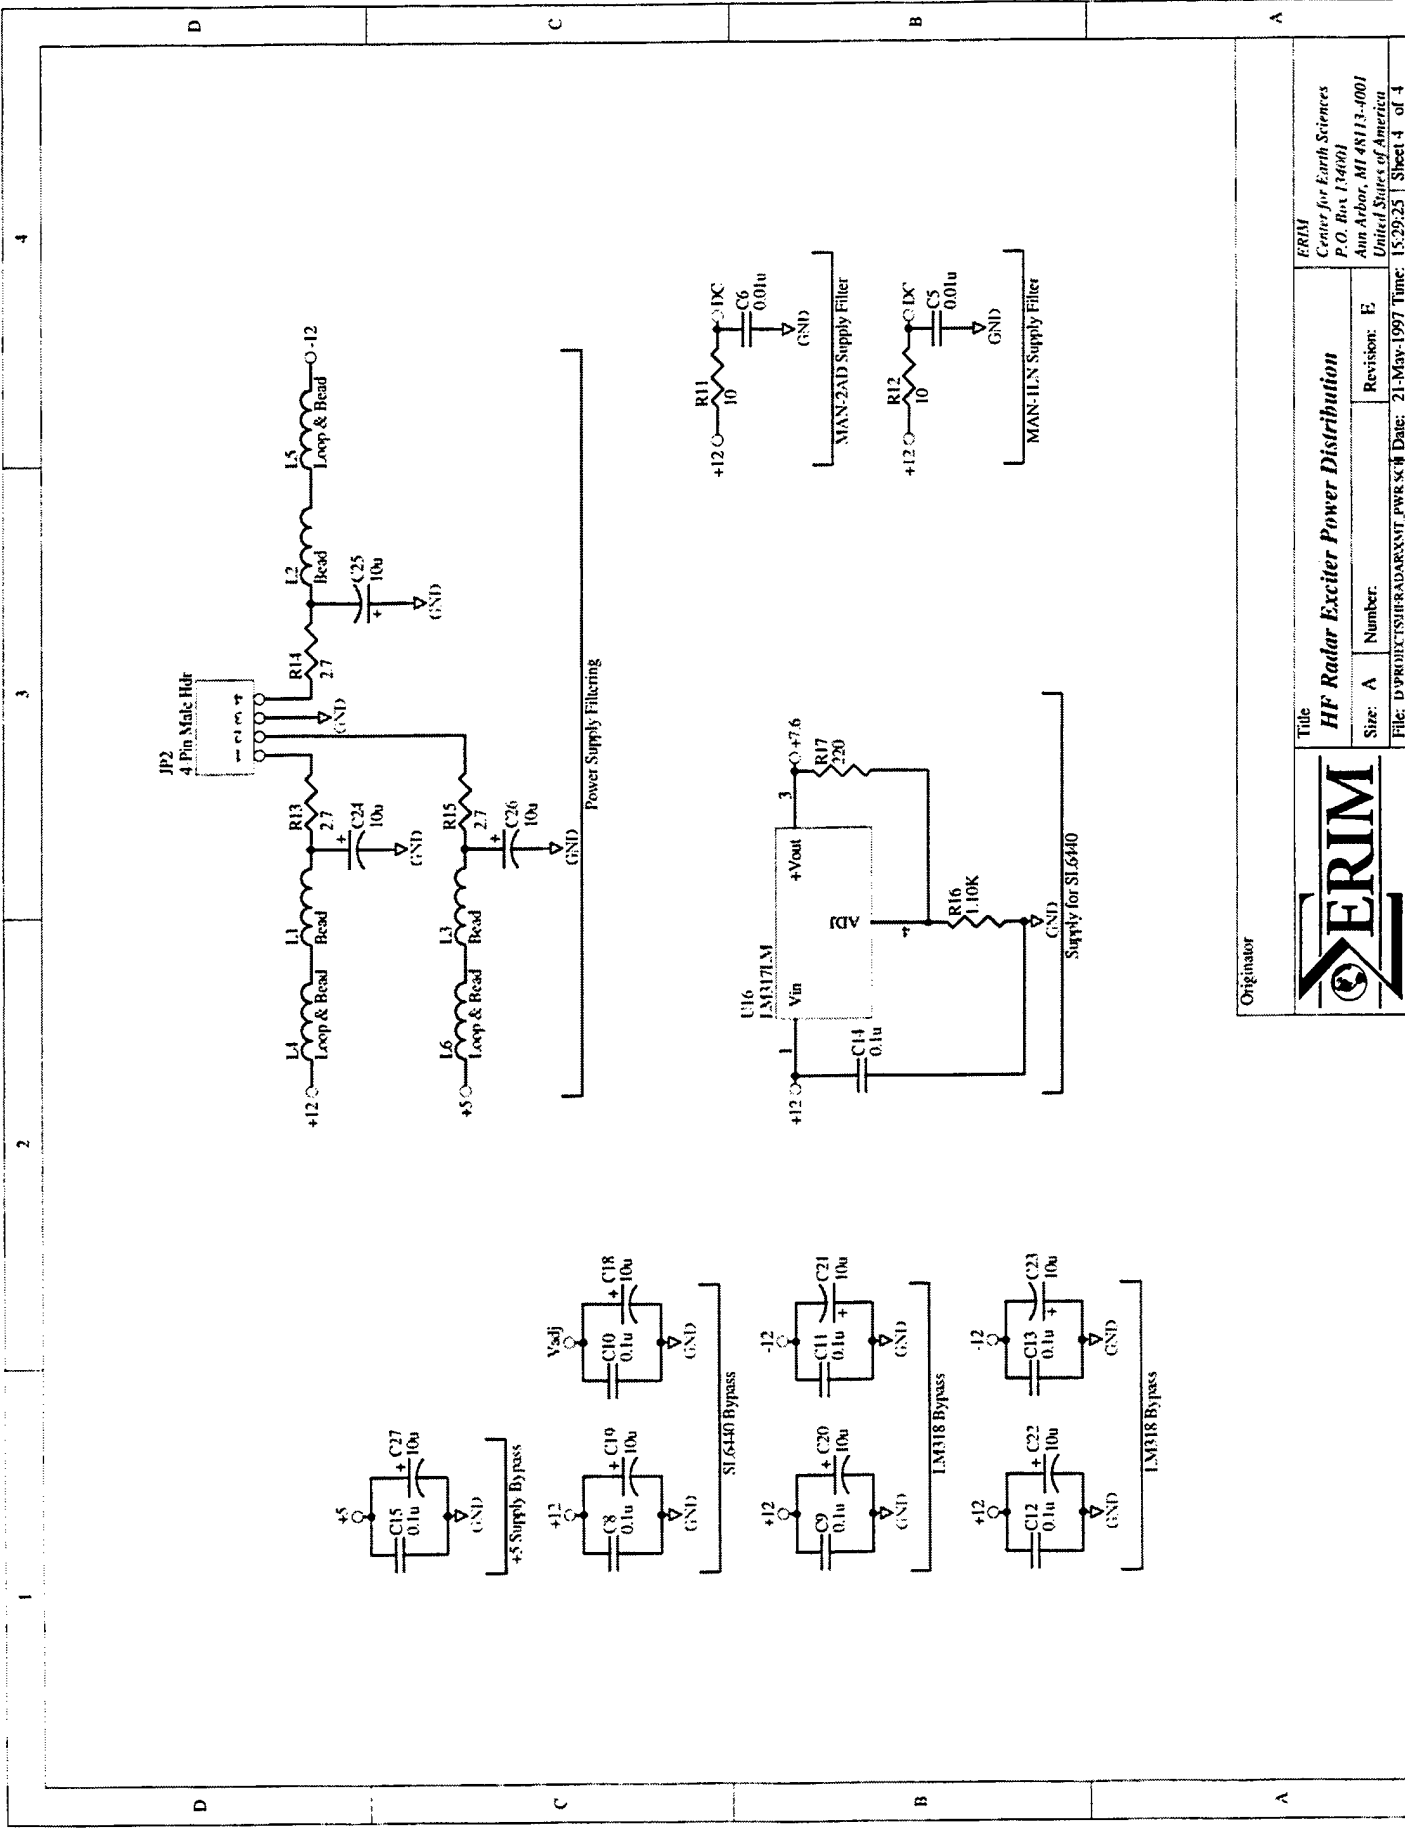 1
2
3
4
D
C
B
A
D
C
B
A
JP2
4-Pin Male Hdr
1
2
3
4
GND
+12
L4
Loop & Bead
L1
Bead
R13
2.7
+
C24
10u
GND
R14
2.7
L2
Bead
L5
Loop & Bead
-12
C25
10u
+
GND
+5
L6
Loop & Bead
L3
Bead
R15
2.7
+
C26
10u
GND
Power Supply Filtering
+5
C15
0.1u
+
C27
10u
GND
+5 Supply Bypass
+12
C8
0.1u
+
C19
10u
GND
Vadj
C10
0.1u
+
C18
10u
GND
SL6440 Bypass
+12
C9
0.1u
+
C20
10u
GND
-12
C11
0.1u
+
C21
10u
GND
LM318 Bypass
+12
C12
0.1u
+
C22
10u
GND
-12
C13
0.1u
+
C23
10u
GND
LM318 Bypass
U16
LM317LM
+12
1
Vin
+Vout
3
+7.6
ADJ
4
C14
0.1u
R17
220
R16
1.10K
GND
Supply for SL6440
+12
R11
10
DC
C6
0.01u
GND
MAN-2AD Supply Filter
+12
R12
10
DC
C5
0.01u
GND
MAN-1LN Supply Filter
Originator
ERIM
Title
HF Radar Exciter Power Distribution
Size: A
Number:
Revision: E
File: D:\PROJECTS\HFRADAR\XMT_PWR.SCH
Date: 21-May-1997
Time: 15:29:25
Sheet 4 of 4
ERIM
Center for Earth Sciences
P.O. Box 134001
Ann Arbor, MI 48113-4001
United States of America